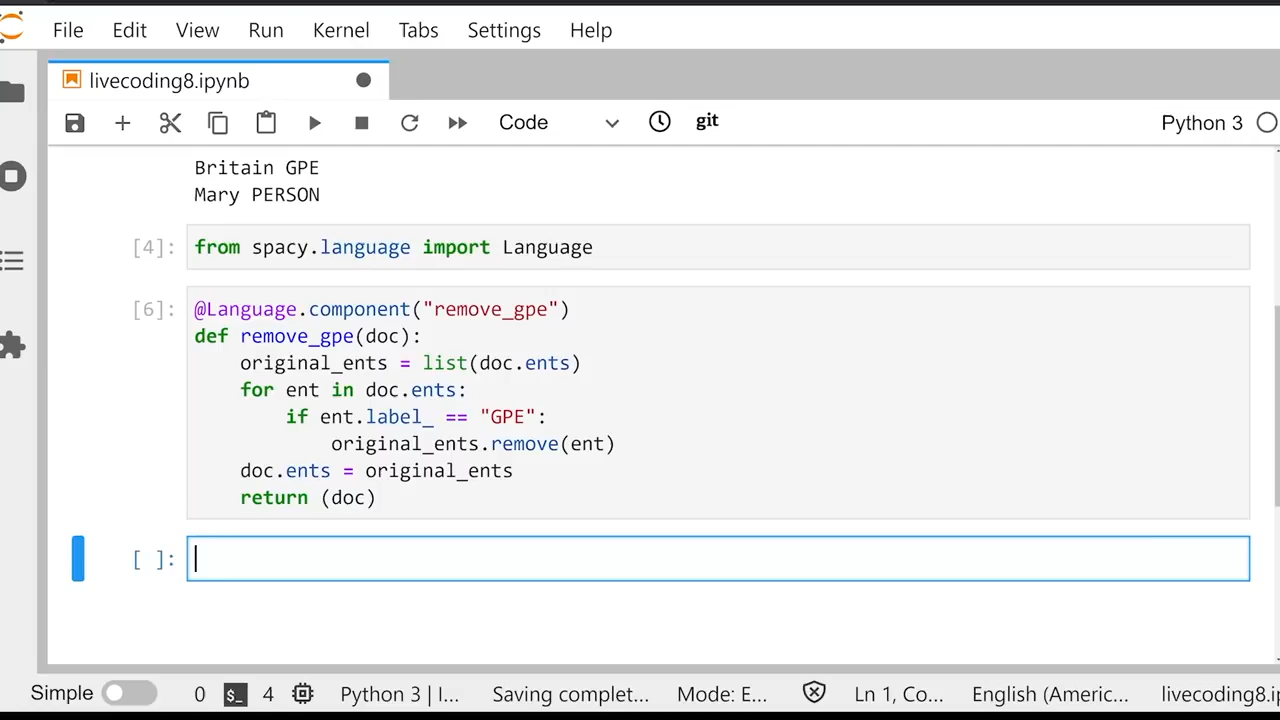 File Edit View Run Kernel Tabs Settings Help
livecoding8.ipynb
Code git Python 3
Britain GPE
Mary PERSON
[4]: from spacy.language import Language
[6]: @Language.component("remove_gpe")
def remove_gpe(doc):
    original_ents = list(doc.ents)
    for ent in doc.ents:
        if ent.label_ == "GPE":
            original_ents.remove(ent)
    doc.ents = original_ents
    return (doc)
[ ]:
Simple 0 $_ 4 Python 3 | I... Saving complet... Mode: E... Ln 1, Co... English (Americ... livecoding8.ip